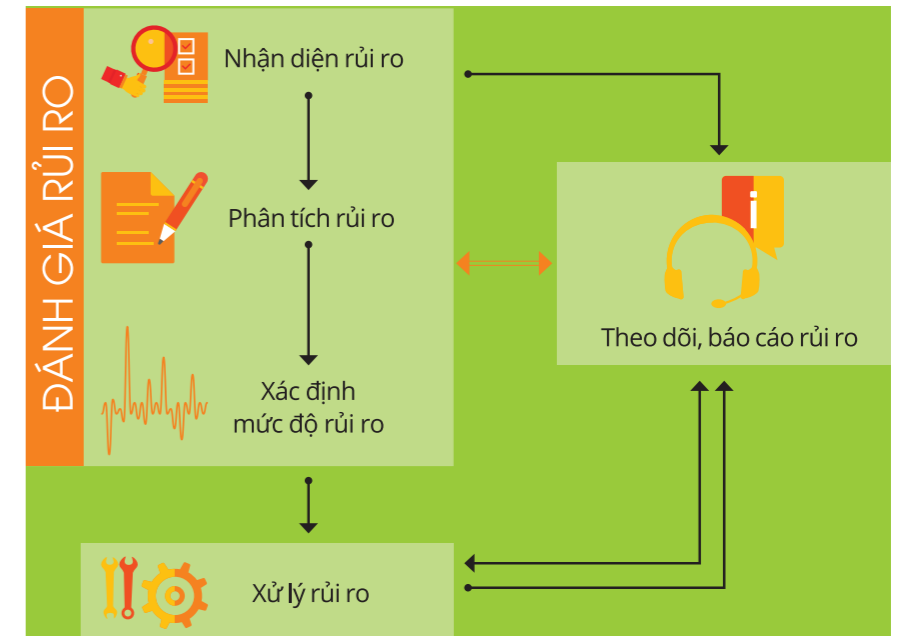 ĐÁNH GIÁ RỦI RO
Nhận diện rủi ro
Phân tích rủi ro
Xác định
mức độ rủi ro
Theo dõi, báo cáo rủi ro
Xử lý rủi ro